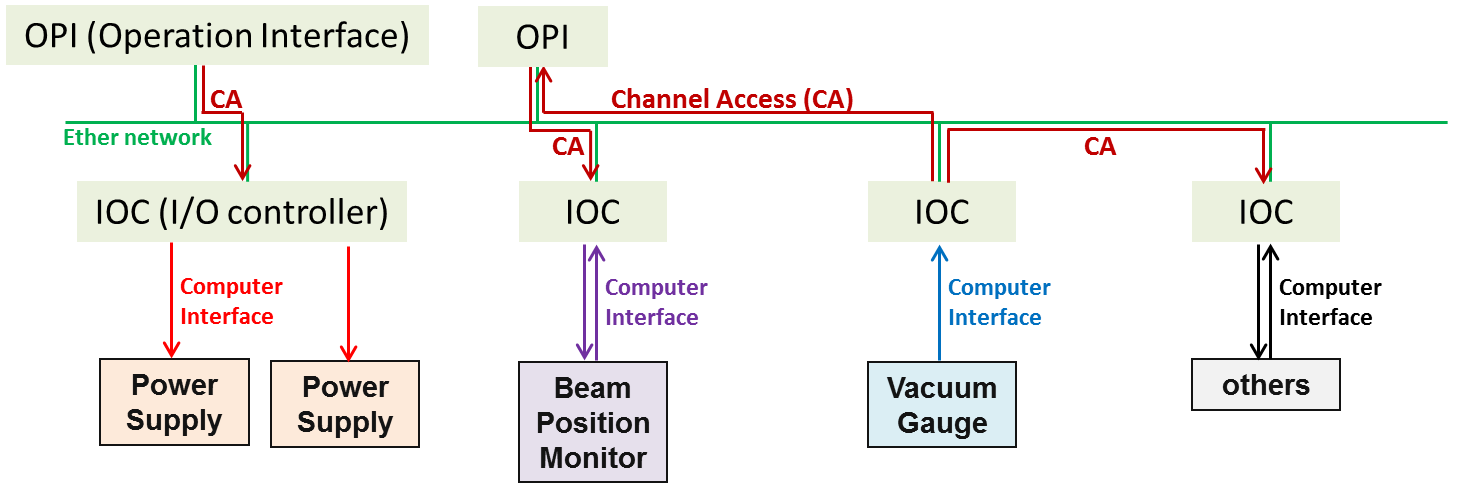 OPI (Operation Interface)
OPI
CA
Channel Access (CA)
Ether network
CA
CA
IOC (I/O controller)
IOC
IOC
IOC
Computer
Interface
Computer
Interface
Computer
Interface
Computer
Interface
Power
Supply
Power
Supply
Beam
Position
Monitor
Vacuum
Gauge
others